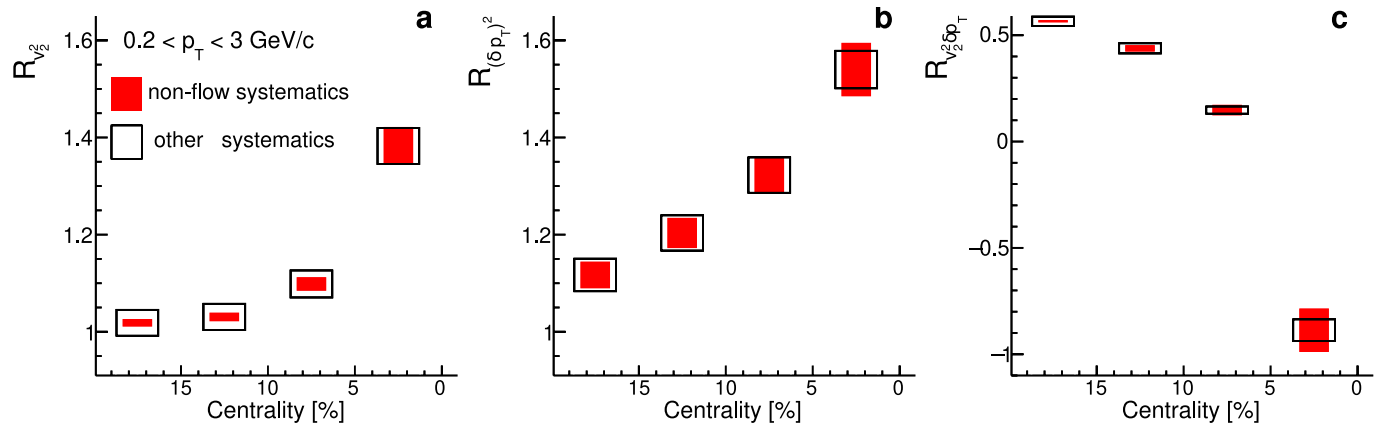 a
R_{v_2^2}
0.2 < p_T < 3 GeV/c
non-flow systematics
other systematics
1.6
1.4
1.2
1
15 10 5 0
Centrality [%]
b
R_{(δp_T)^2}
1.6
1.4
1.2
1
15 10 5 0
Centrality [%]
c
R_{v_2^2δp_T}
0.5
0
−0.5
−1
15 10 5 0
Centrality [%]